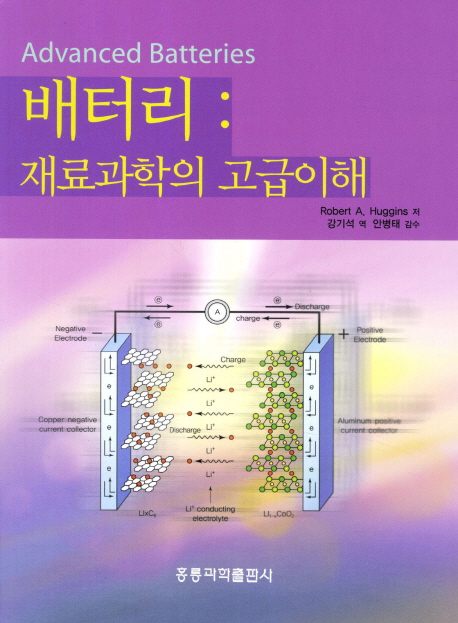 Advanced Batteries
배터리 :
재료과학의 고급이해
Robert A. Huggins 저
강기석 역 안병태 감수
ⓔ ⓔ Discharge
A
ⓔ charge ⓔ
Negative
Electrode
−
+
Positive
Electrode
Charge
Li⁺
Li⁺
Li⁺
Discharge
Li⁺
Li⁺
Li⁺
e
e
e
e
e
e
Copper negative
current collector
Aluminum positive
current collector
LixC₆
Li⁺ conducting
electrolyte
Li₁₋ₓCoO₂
홍릉과학출판사